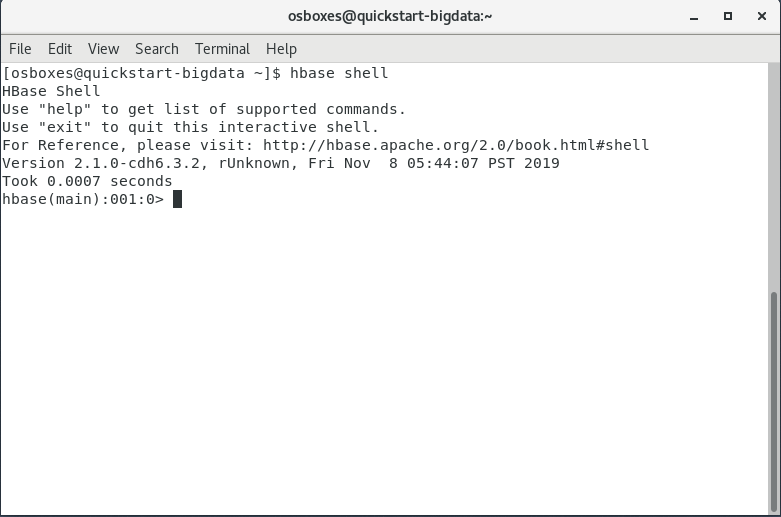 osboxes@quickstart-bigdata:~
File Edit View Search Terminal Help
[osboxes@quickstart-bigdata ~]$ hbase shell
HBase Shell
Use "help" to get list of supported commands.
Use "exit" to quit this interactive shell.
For Reference, please visit: http://hbase.apache.org/2.0/book.html#shell
Version 2.1.0-cdh6.3.2, rUnknown, Fri Nov  8 05:44:07 PST 2019
Took 0.0007 seconds
hbase(main):001:0>